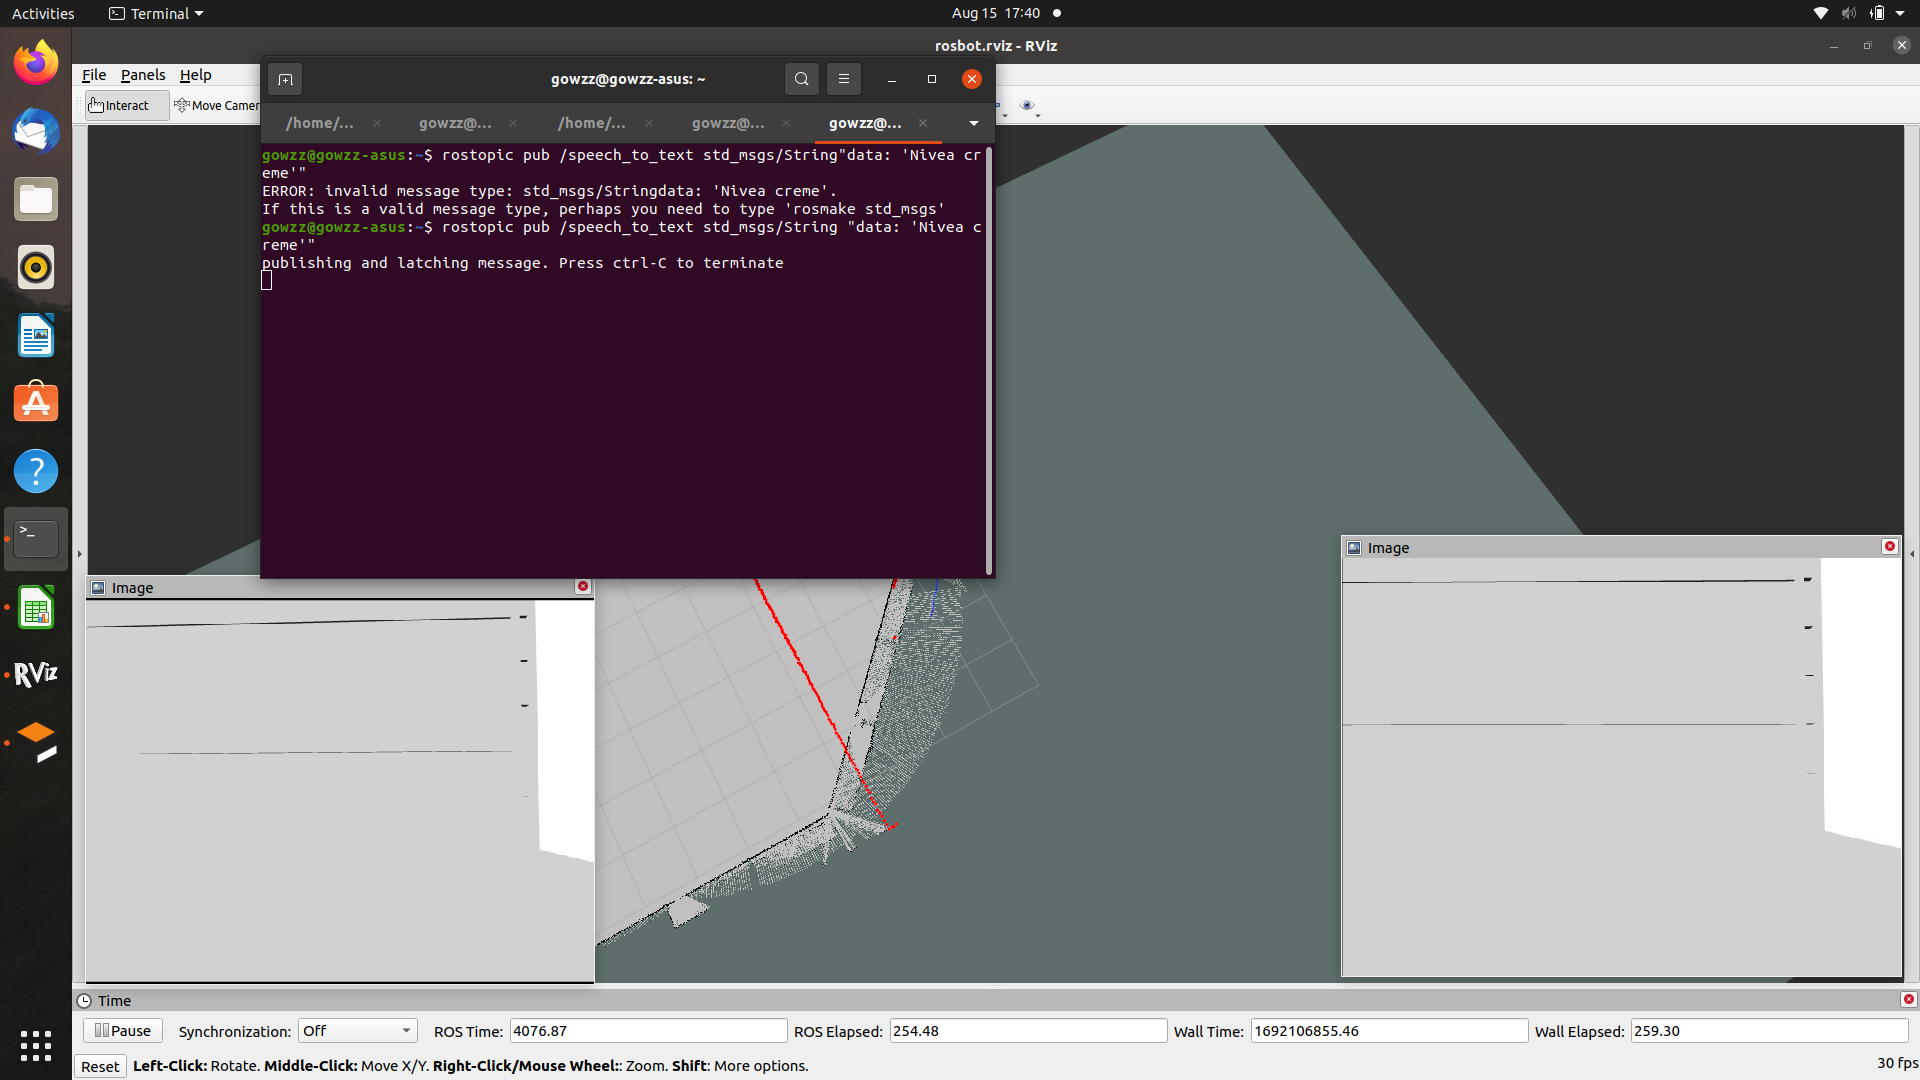 Activities
Terminal
Aug 15 17:40
rosbot.rviz - RViz
File Panels Help
Interact
Move Camer
gowzz@gowzz-asus: ~
/home/...
gowzz@...
/home/...
gowzz@...
gowzz@...
gowzz@gowzz-asus:~$ rostopic pub /speech_to_text std_msgs/String"data: 'Nivea cr
eme'"
ERROR: invalid message type: std_msgs/Stringdata: 'Nivea creme'.
If this is a valid message type, perhaps you need to type 'rosmake std_msgs'
gowzz@gowzz-asus:~$ rostopic pub /speech_to_text std_msgs/String "data: 'Nivea c
reme'"
publishing and latching message. Press ctrl-C to terminate
Image
Image
RViz
Time
Pause
Synchronization: Off
ROS Time: 4076.87
ROS Elapsed: 254.48
Wall Time: 1692106855.46
Wall Elapsed: 259.30
Reset
Left-Click: Rotate. Middle-Click: Move X/Y. Right-Click/Mouse Wheel:: Zoom. Shift: More options.
30 fps